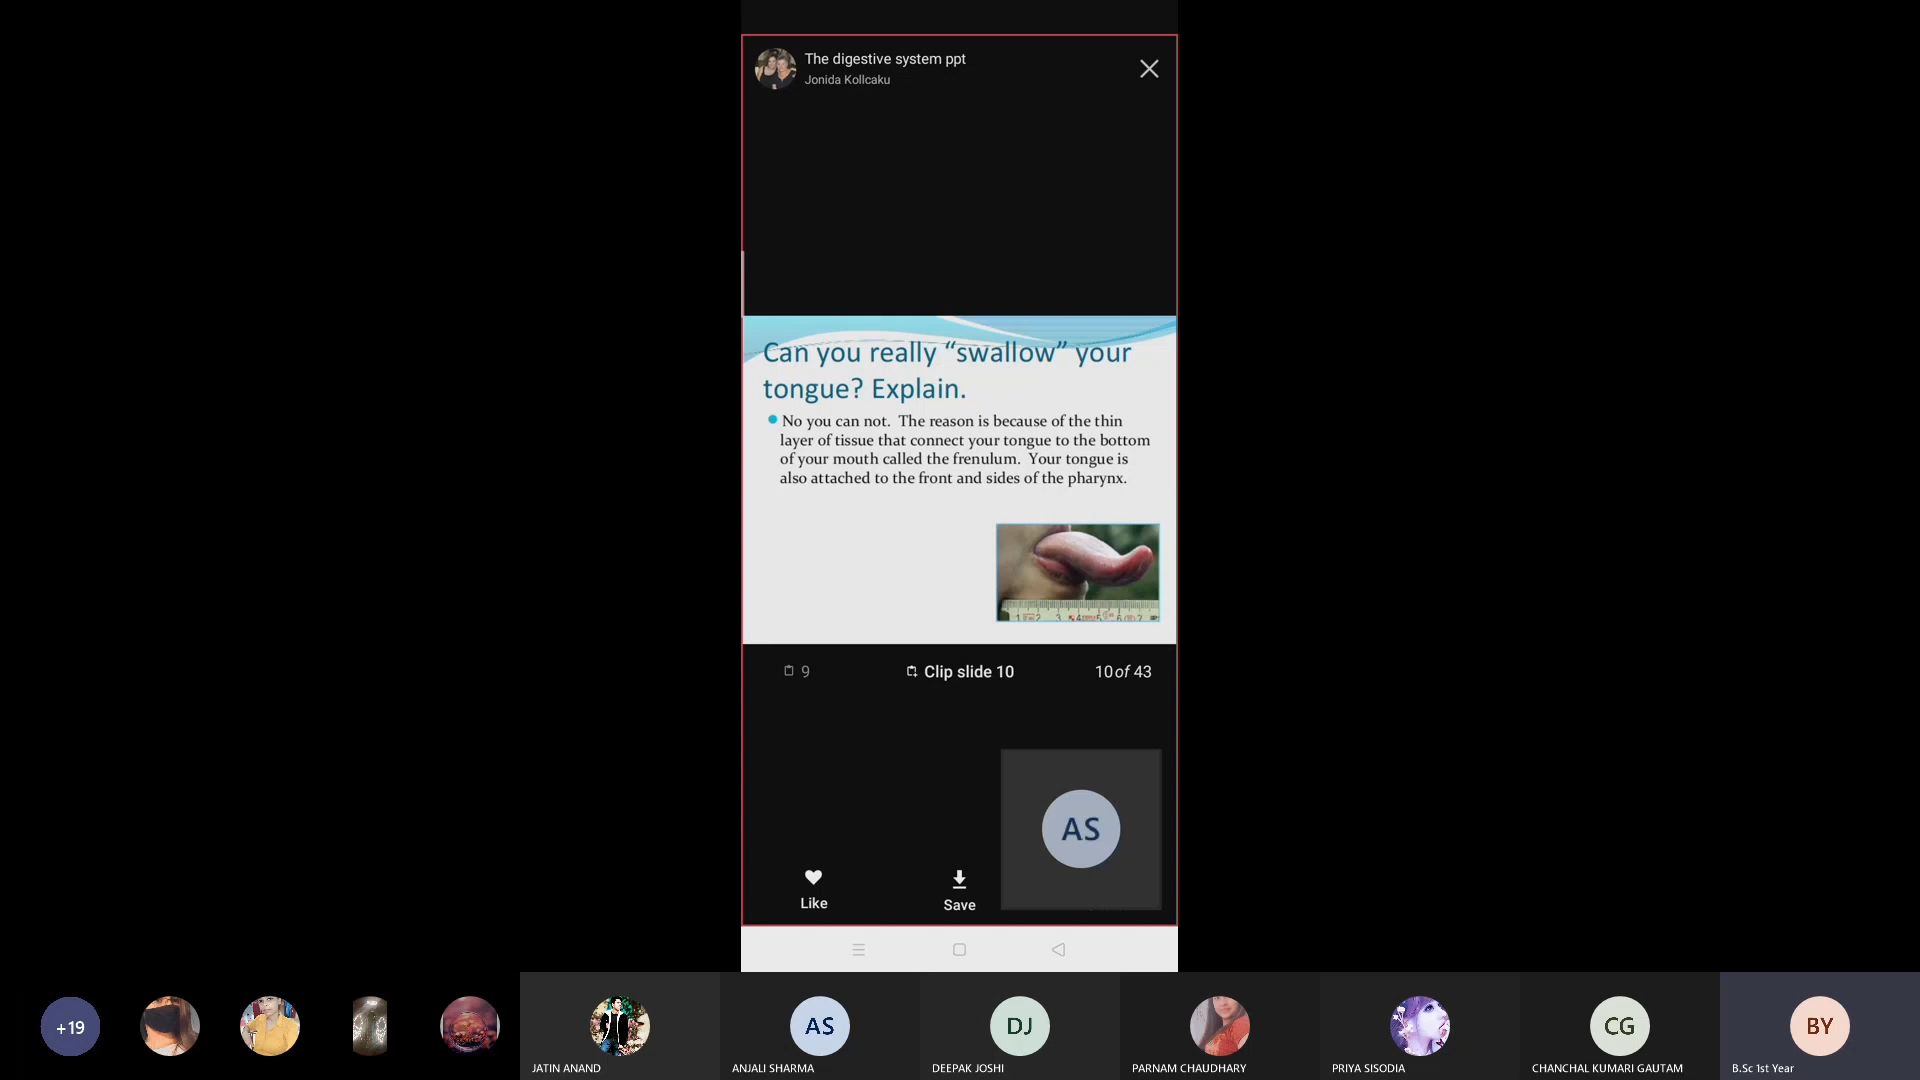 The digestive system ppt
Jonida Kollcaku
Can you really “swallow” your
tongue? Explain.
No you can not. The reason is because of the thin
layer of tissue that connect your tongue to the bottom
of your mouth called the frenulum. Your tongue is
also attached to the front and sides of the pharynx.
9
Clip slide 10
10 of 43
AS
Like
Save
+19
AS
DJ
CG
BY
JATIN ANAND
ANJALI SHARMA
DEEPAK JOSHI
PARNAM CHAUDHARY
PRIYA SISODIA
CHANCHAL KUMARI GAUTAM
B.Sc 1st Year